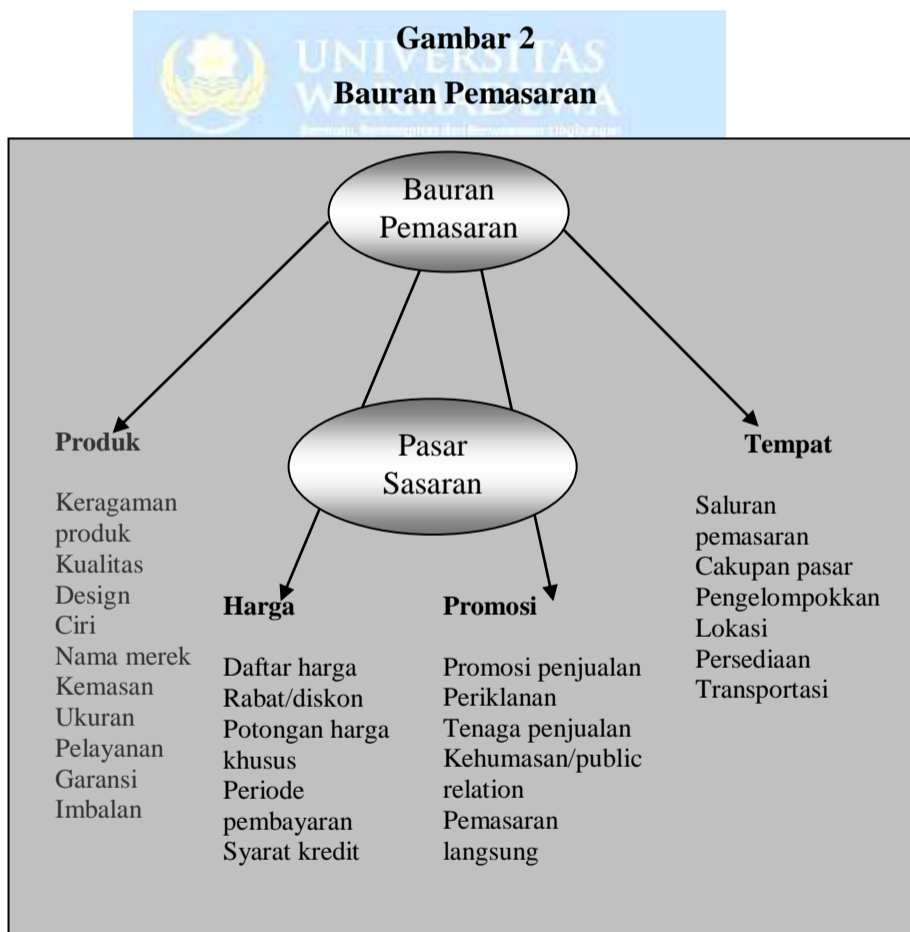 Gambar 2
UNIVERSITAS
Bauran Pemasaran
WARMADEWA
Bauran
Pemasaran
Pasar
Sasaran
Produk
Keragaman
produk
Kualitas
Design
Ciri
Nama merek
Kemasan
Ukuran
Pelayanan
Garansi
Imbalan
Harga
Daftar harga
Rabat/diskon
Potongan harga
khusus
Periode
pembayaran
Syarat kredit
Promosi
Promosi penjualan
Periklanan
Tenaga penjualan
Kehumasan/public
relation
Pemasaran
langsung
Tempat
Saluran
pemasaran
Cakupan pasar
Pengelompokkan
Lokasi
Persediaan
Transportasi